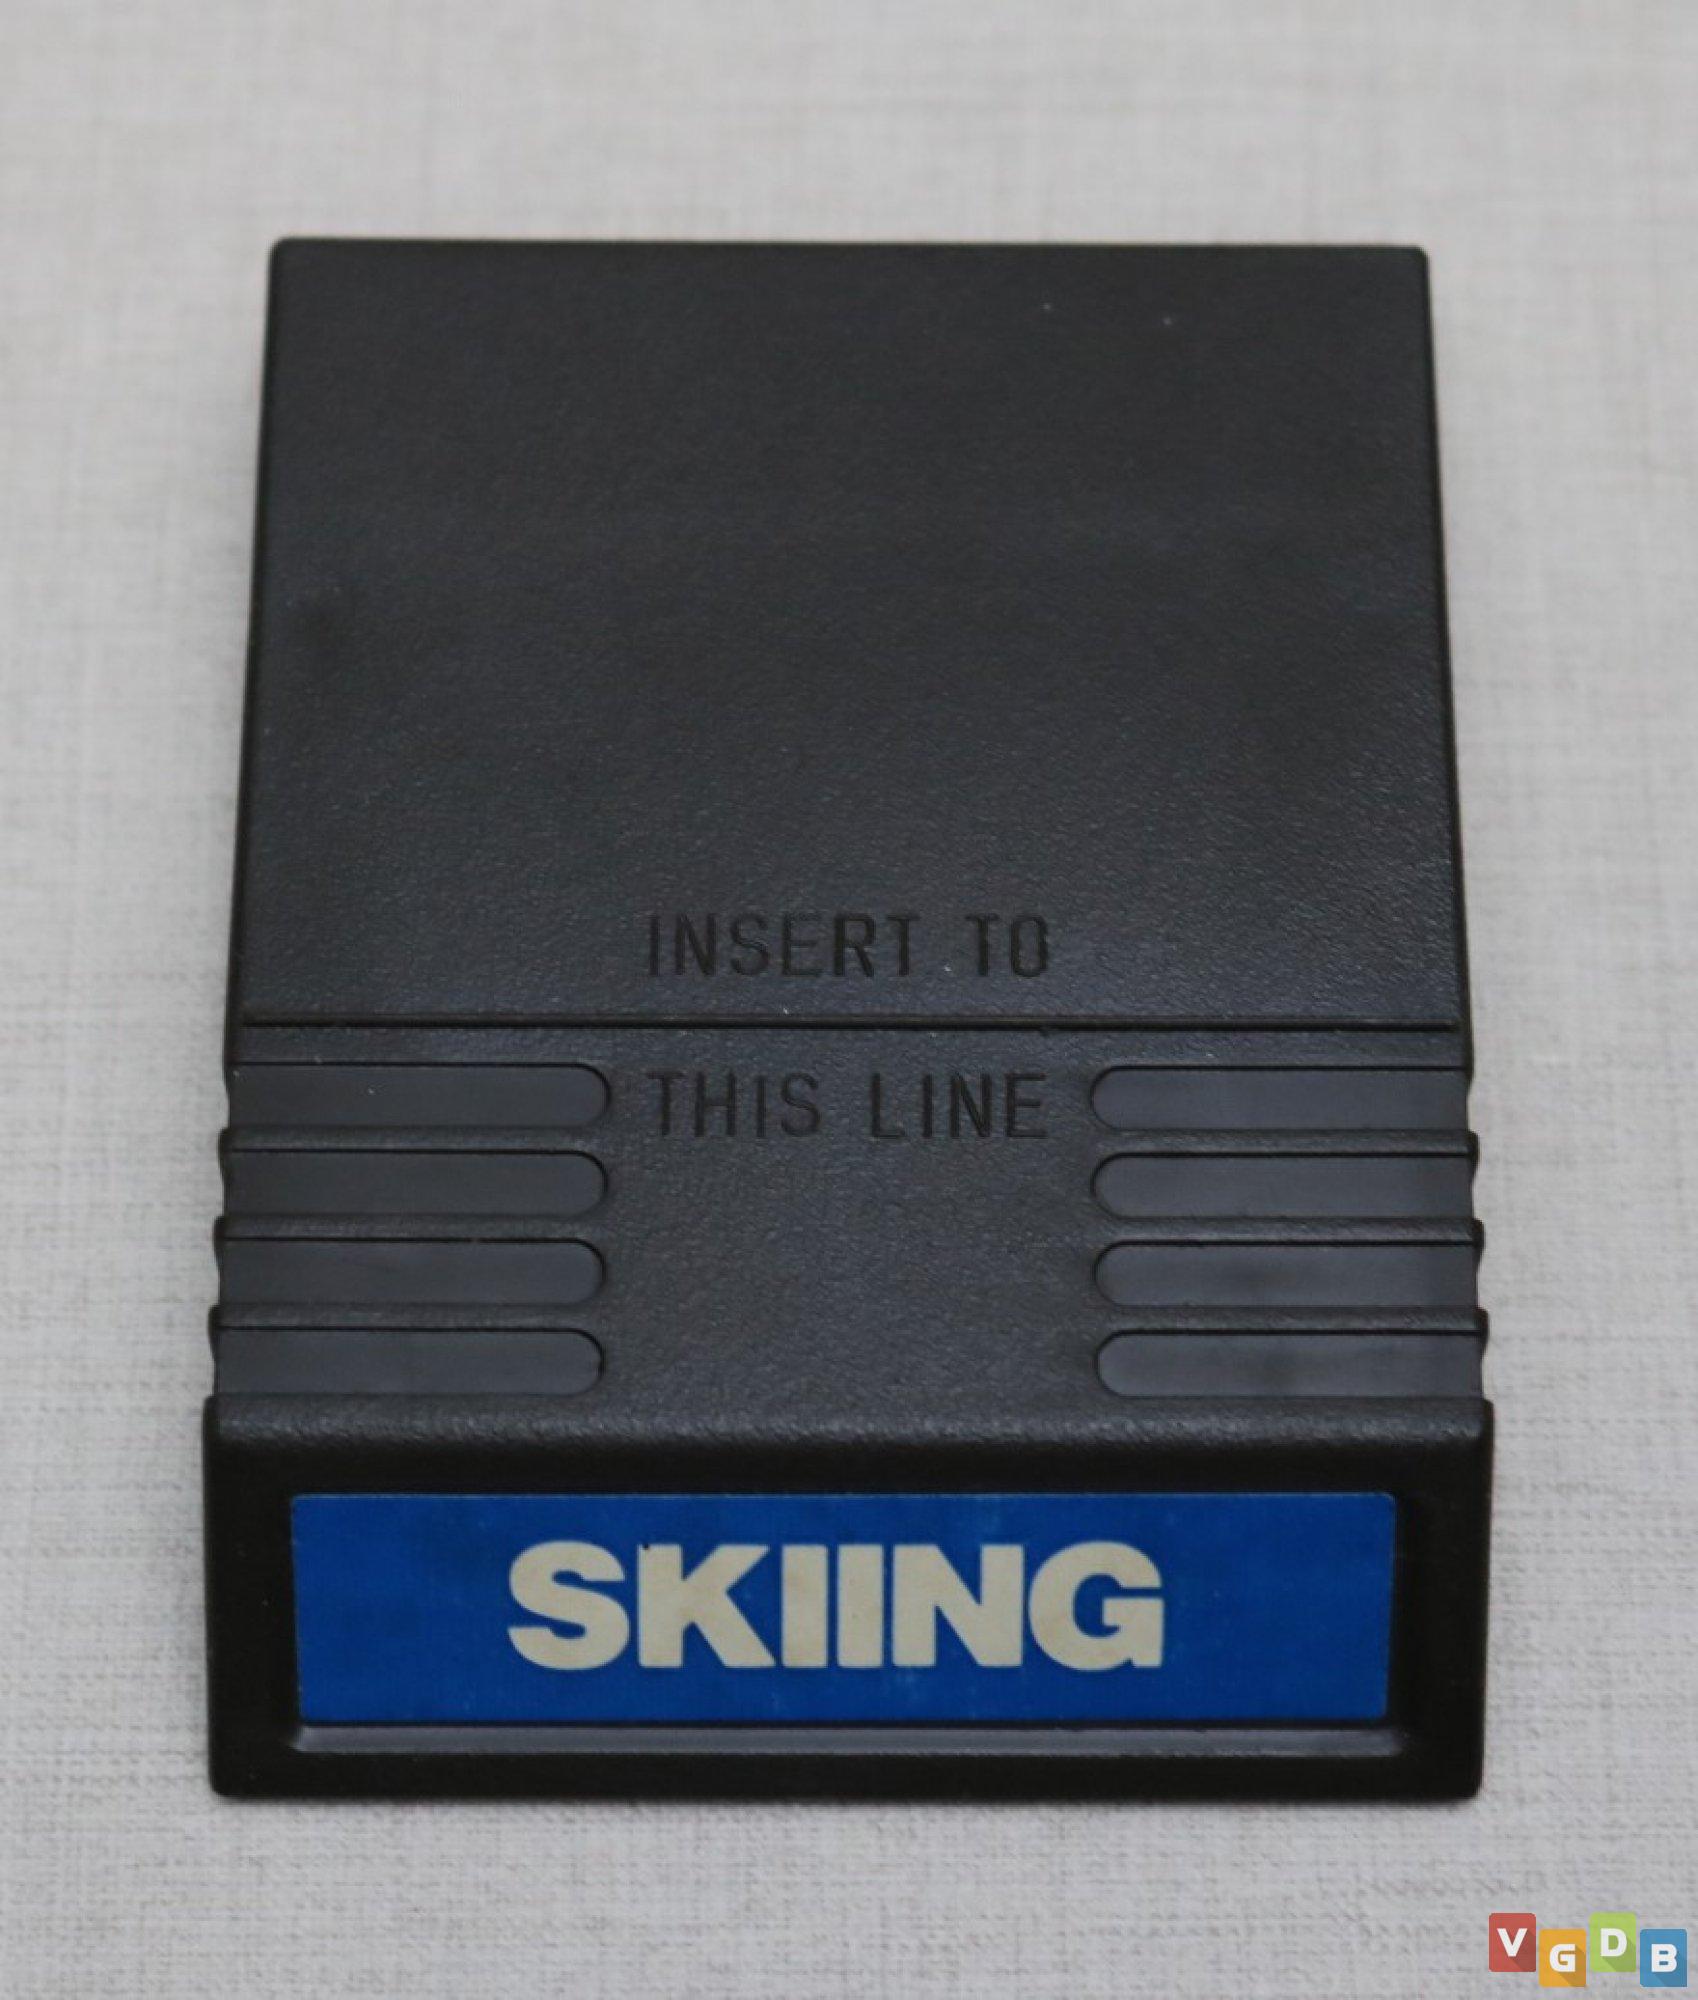 INSERT TO
THIS LINE
SKIING
VGDB